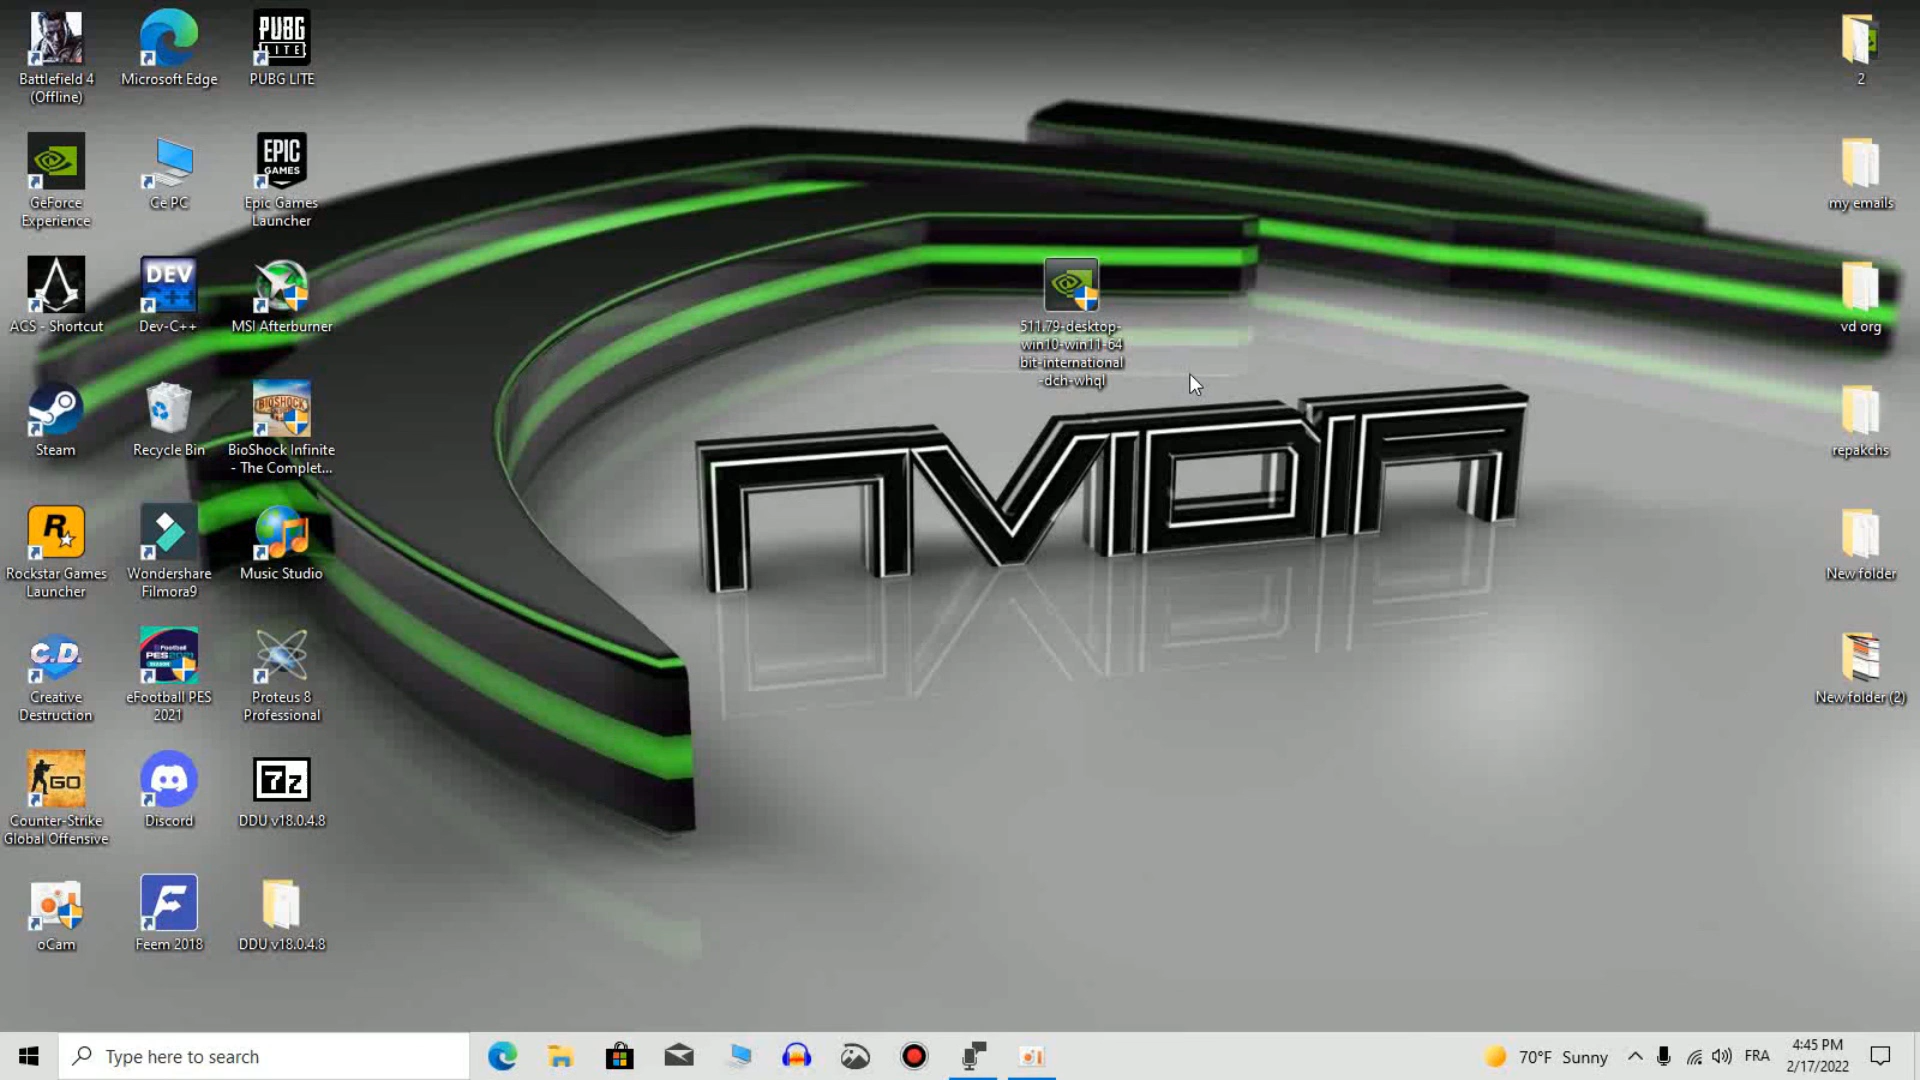 Battlefield 4
(Offline)
Microsoft Edge
PUBG
LITE
PUBG LITE
2
GeForce
Experience
Ce PC
EPIC
GAMES
Epic Games
Launcher
my emails
ACS - Shortcut
DEV
C++
Dev-C++
MSI Afterburner
511.79-desktop-
win10-win11-64
bit-international
-dch-whql
vd org
Steam
Recycle Bin
BIOSHOCK
BioShock Infinite
- The Complet...
repakchs
nVIDIA
R
Rockstar Games
Launcher
Wondershare
Filmora9
Music Studio
New folder
C.D.
Creative
Destruction
eFootball
PES2021
eFootball PES
2021
Proteus 8
Professional
New folder (2)
GO
Counter-Strike
Global Offensive
Discord
7z
DDU v18.0.4.8
oCam
F
Feem 2018
DDU v18.0.4.8
Type here to search
70°F Sunny
FRA
4:45 PM
2/17/2022